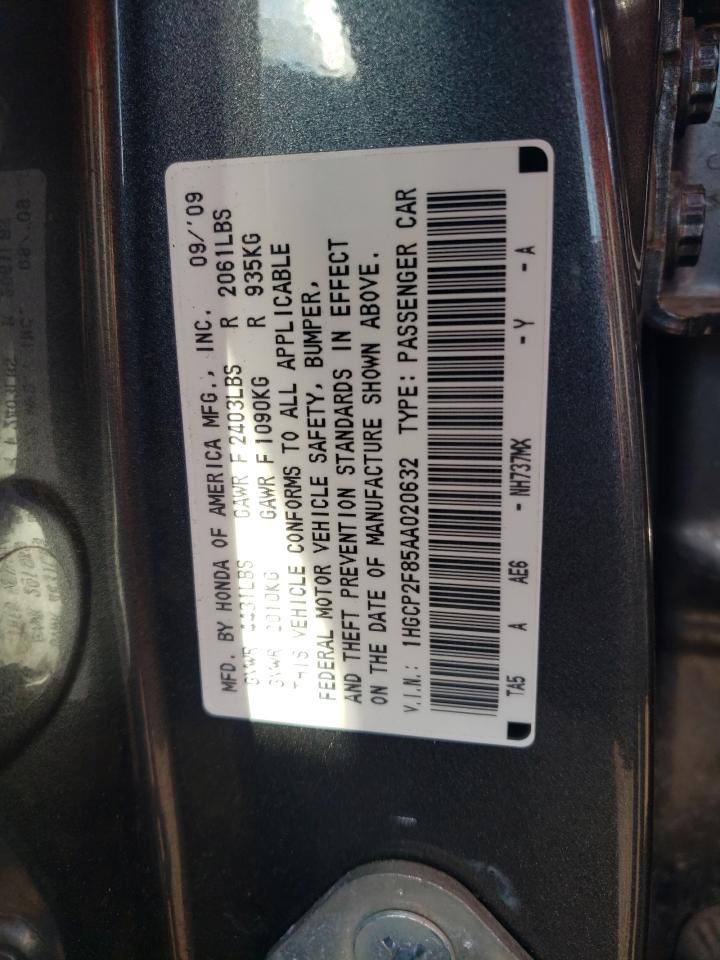 MFD. BY HONDA OF AMERICA MFG., INC. 09/'09
GVWR 4431LBS GAWR F 2403LBS R 2061LBS
GVWR 2010KG GAWR F 1090KG R 935KG
THIS VEHICLE CONFORMS TO ALL APPLICABLE
FEDERAL MOTOR VEHICLE SAFETY, BUMPER,
AND THEFT PREVENTION STANDARDS IN EFFECT
ON THE DATE OF MANUFACTURE SHOWN ABOVE.
V.I.N.: 1HGCP2F85AA020632 TYPE: PASSENGER CAR
TA5 A AE6 - NH737MX - Y - A